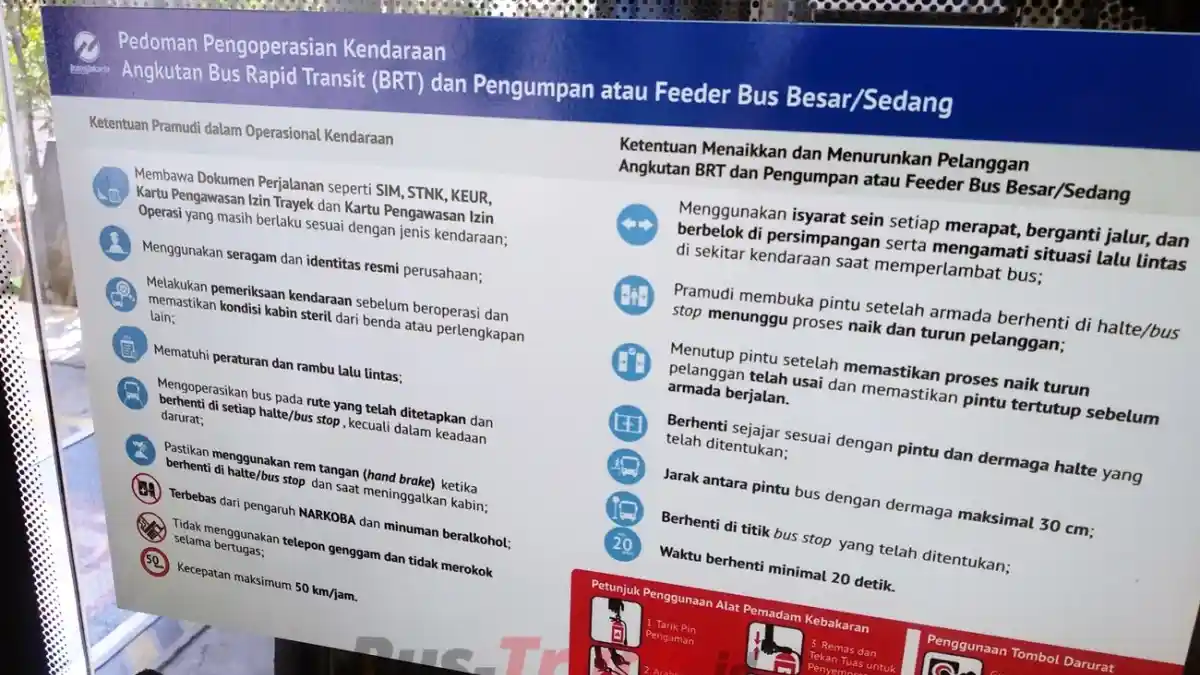 transjakarta
Pedoman Pengoperasian Kendaraan
Angkutan Bus Rapid Transit (BRT) dan Pengumpan atau Feeder Bus Besar/Sedang
Ketentuan Pramudi dalam Operasional Kendaraan
Membawa Dokumen Perjalanan seperti SIM, STNK, KEUR,
Kartu Pengawasan Izin Trayek dan Kartu Pengawasan Izin
Operasi yang masih berlaku sesuai dengan jenis kendaraan;
Menggunakan seragam dan identitas resmi perusahaan;
Melakukan pemeriksaan kendaraan sebelum beroperasi dan
memastikan kondisi kabin steril dari benda atau perlengkapan
lain;
Mematuhi peraturan dan rambu lalu lintas;
Mengoperasikan bus pada rute yang telah ditetapkan dan
berhenti di setiap halte/bus stop , kecuali dalam keadaan
darurat;
Pastikan menggunakan rem tangan (hand brake) ketika
berhenti di halte/bus stop dan saat meninggalkan kabin;
Terbebas dari pengaruh NARKOBA dan minuman beralkohol;
Tidak menggunakan telepon genggam dan tidak merokok
selama bertugas;
50
Kecepatan maksimum 50 km/jam.
Ketentuan Menaikkan dan Menurunkan Pelanggan
Angkutan BRT dan Pengumpan atau Feeder Bus Besar/Sedang
Menggunakan isyarat sein setiap merapat, berganti jalur, dan
berbelok di persimpangan serta mengamati situasi lalu lintas
di sekitar kendaraan saat memperlambat bus;
Pramudi membuka pintu setelah armada berhenti di halte/bus
stop menunggu proses naik dan turun pelanggan;
Menutup pintu setelah memastikan proses naik turun
pelanggan telah usai dan memastikan pintu tertutup sebelum
armada berjalan.
Berhenti sejajar sesuai dengan pintu dan dermaga halte yang
telah ditentukan;
Jarak antara pintu bus dengan dermaga maksimal 30 cm;
Berhenti di titik bus stop yang telah ditentukan;
20
Waktu berhenti minimal 20 detik.
Petunjuk Penggunaan Alat Pemadam Kebakaran
1. Tarik Pin
Pengaman
3. Remas dan
Tekan Tuas untuk
Penggunaan Tombol Darurat